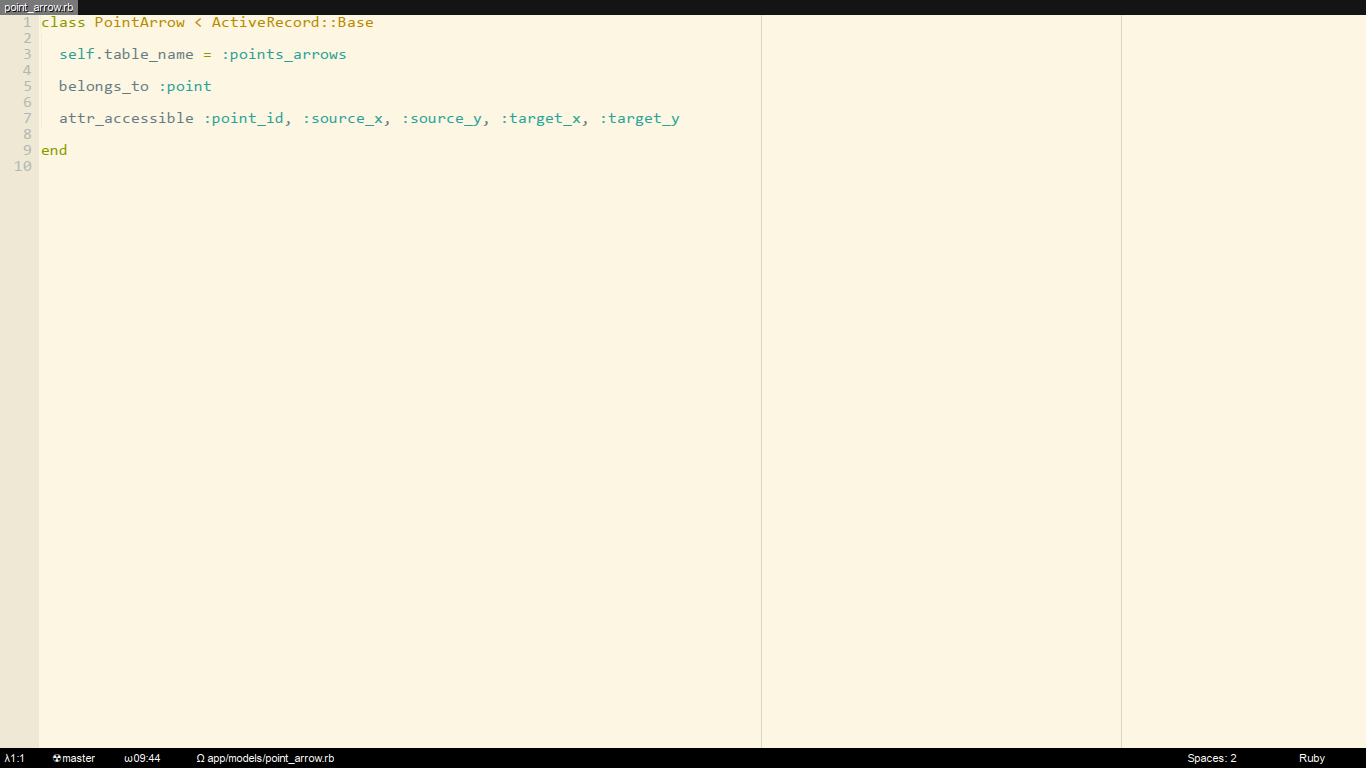 point_arrow.rb
1 class PointArrow < ActiveRecord::Base
2
3   self.table_name = :points_arrows
4
5   belongs_to :point
6
7   attr_accessible :point_id, :source_x, :source_y, :target_x, :target_y
8
9 end
10
λ1:1 ☢master ω09:44 Ω app/models/point_arrow.rb Spaces: 2 Ruby